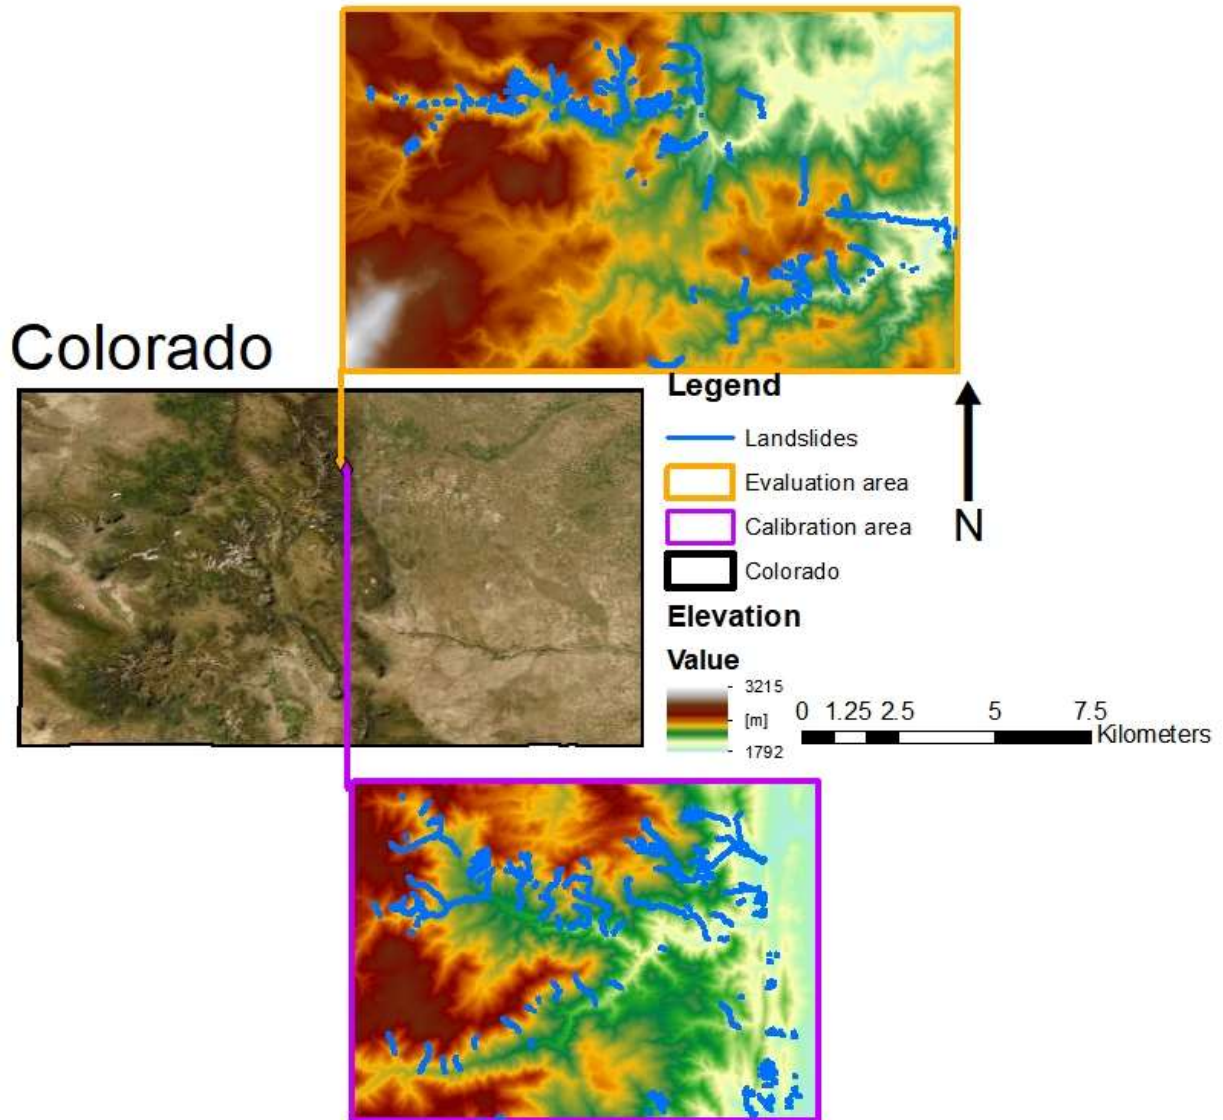 Colorado
Legend
Landslides
Evaluation area
Calibration area
Colorado
N
Elevation
Value
3215
[m]
1792
0 1.25 2.5 5 7.5
Kilometers